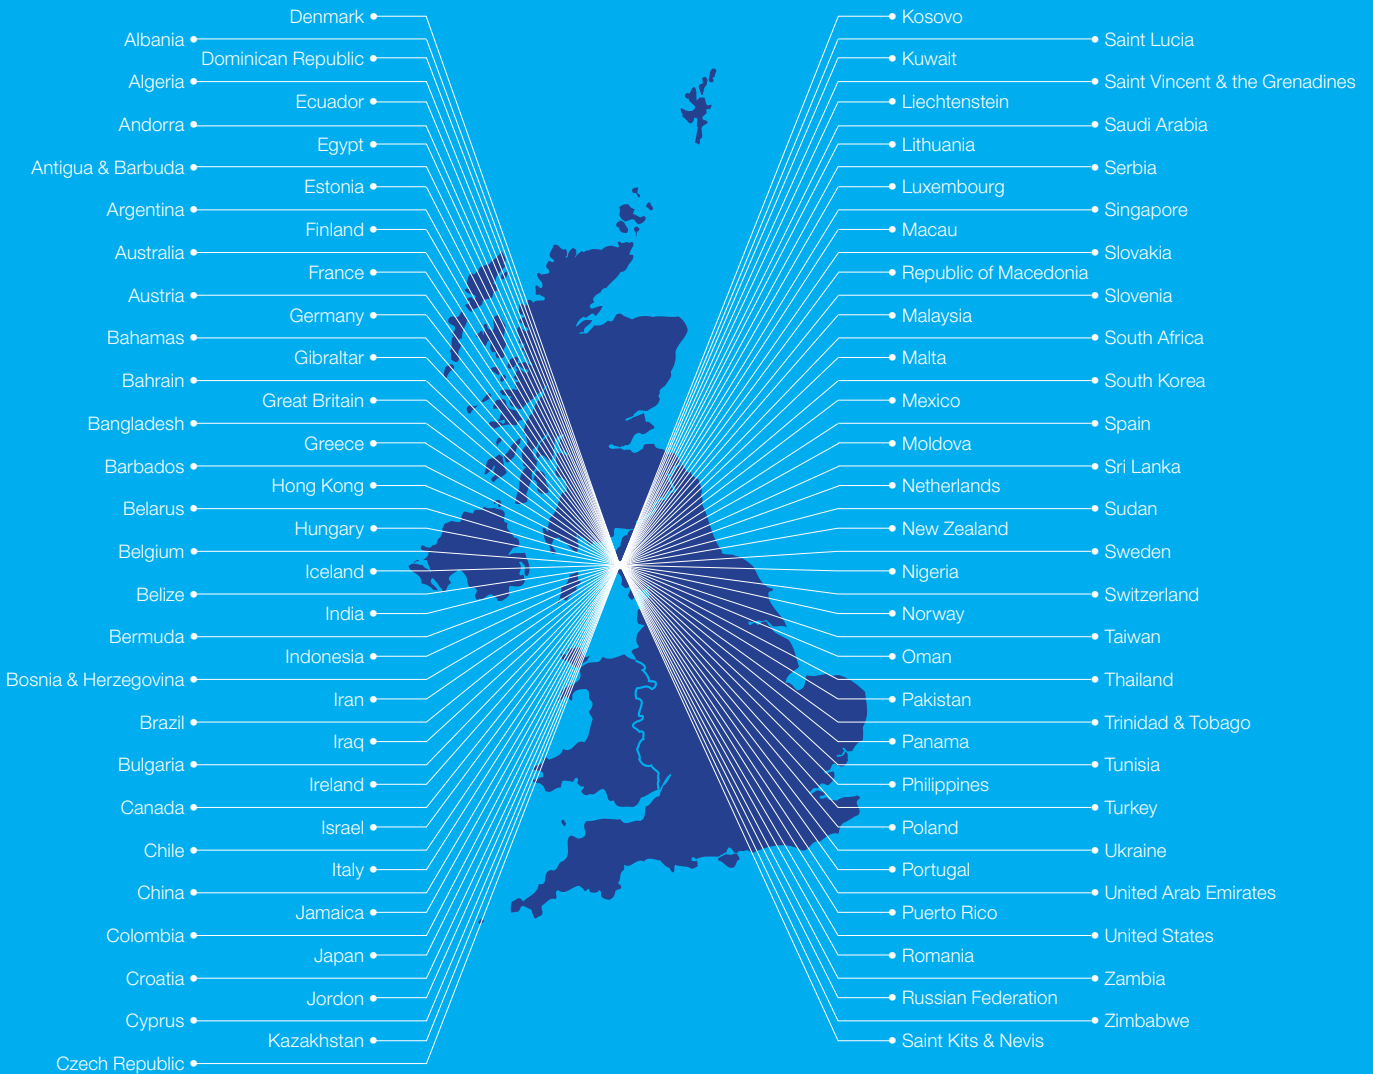 Albania
Algeria
Andorra
Antigua & Barbuda
Argentina
Australia
Austria
Bahamas
Bahrain
Bangladesh
Barbados
Belarus
Belgium
Belize
Bermuda
Bosnia & Herzegovina
Brazil
Bulgaria
Canada
Chile
China
Colombia
Croatia
Cyprus
Czech Republic
Denmark
Dominican Republic
Ecuador
Egypt
Estonia
Finland
France
Germany
Gibraltar
Great Britain
Greece
Hong Kong
Hungary
Iceland
India
Indonesia
Iran
Iraq
Ireland
Israel
Italy
Jamaica
Japan
Jordon
Kazakhstan
Kosovo
Kuwait
Liechtenstein
Lithuania
Luxembourg
Macau
Republic of Macedonia
Malaysia
Malta
Mexico
Moldova
Netherlands
New Zealand
Nigeria
Norway
Oman
Pakistan
Panama
Philippines
Poland
Portugal
Puerto Rico
Romania
Russian Federation
Saint Kits & Nevis
Saint Lucia
Saint Vincent & the Grenadines
Saudi Arabia
Serbia
Singapore
Slovakia
Slovenia
South Africa
South Korea
Spain
Sri Lanka
Sudan
Sweden
Switzerland
Taiwan
Thailand
Trinidad & Tobago
Tunisia
Turkey
Ukraine
United Arab Emirates
United States
Zambia
Zimbabwe